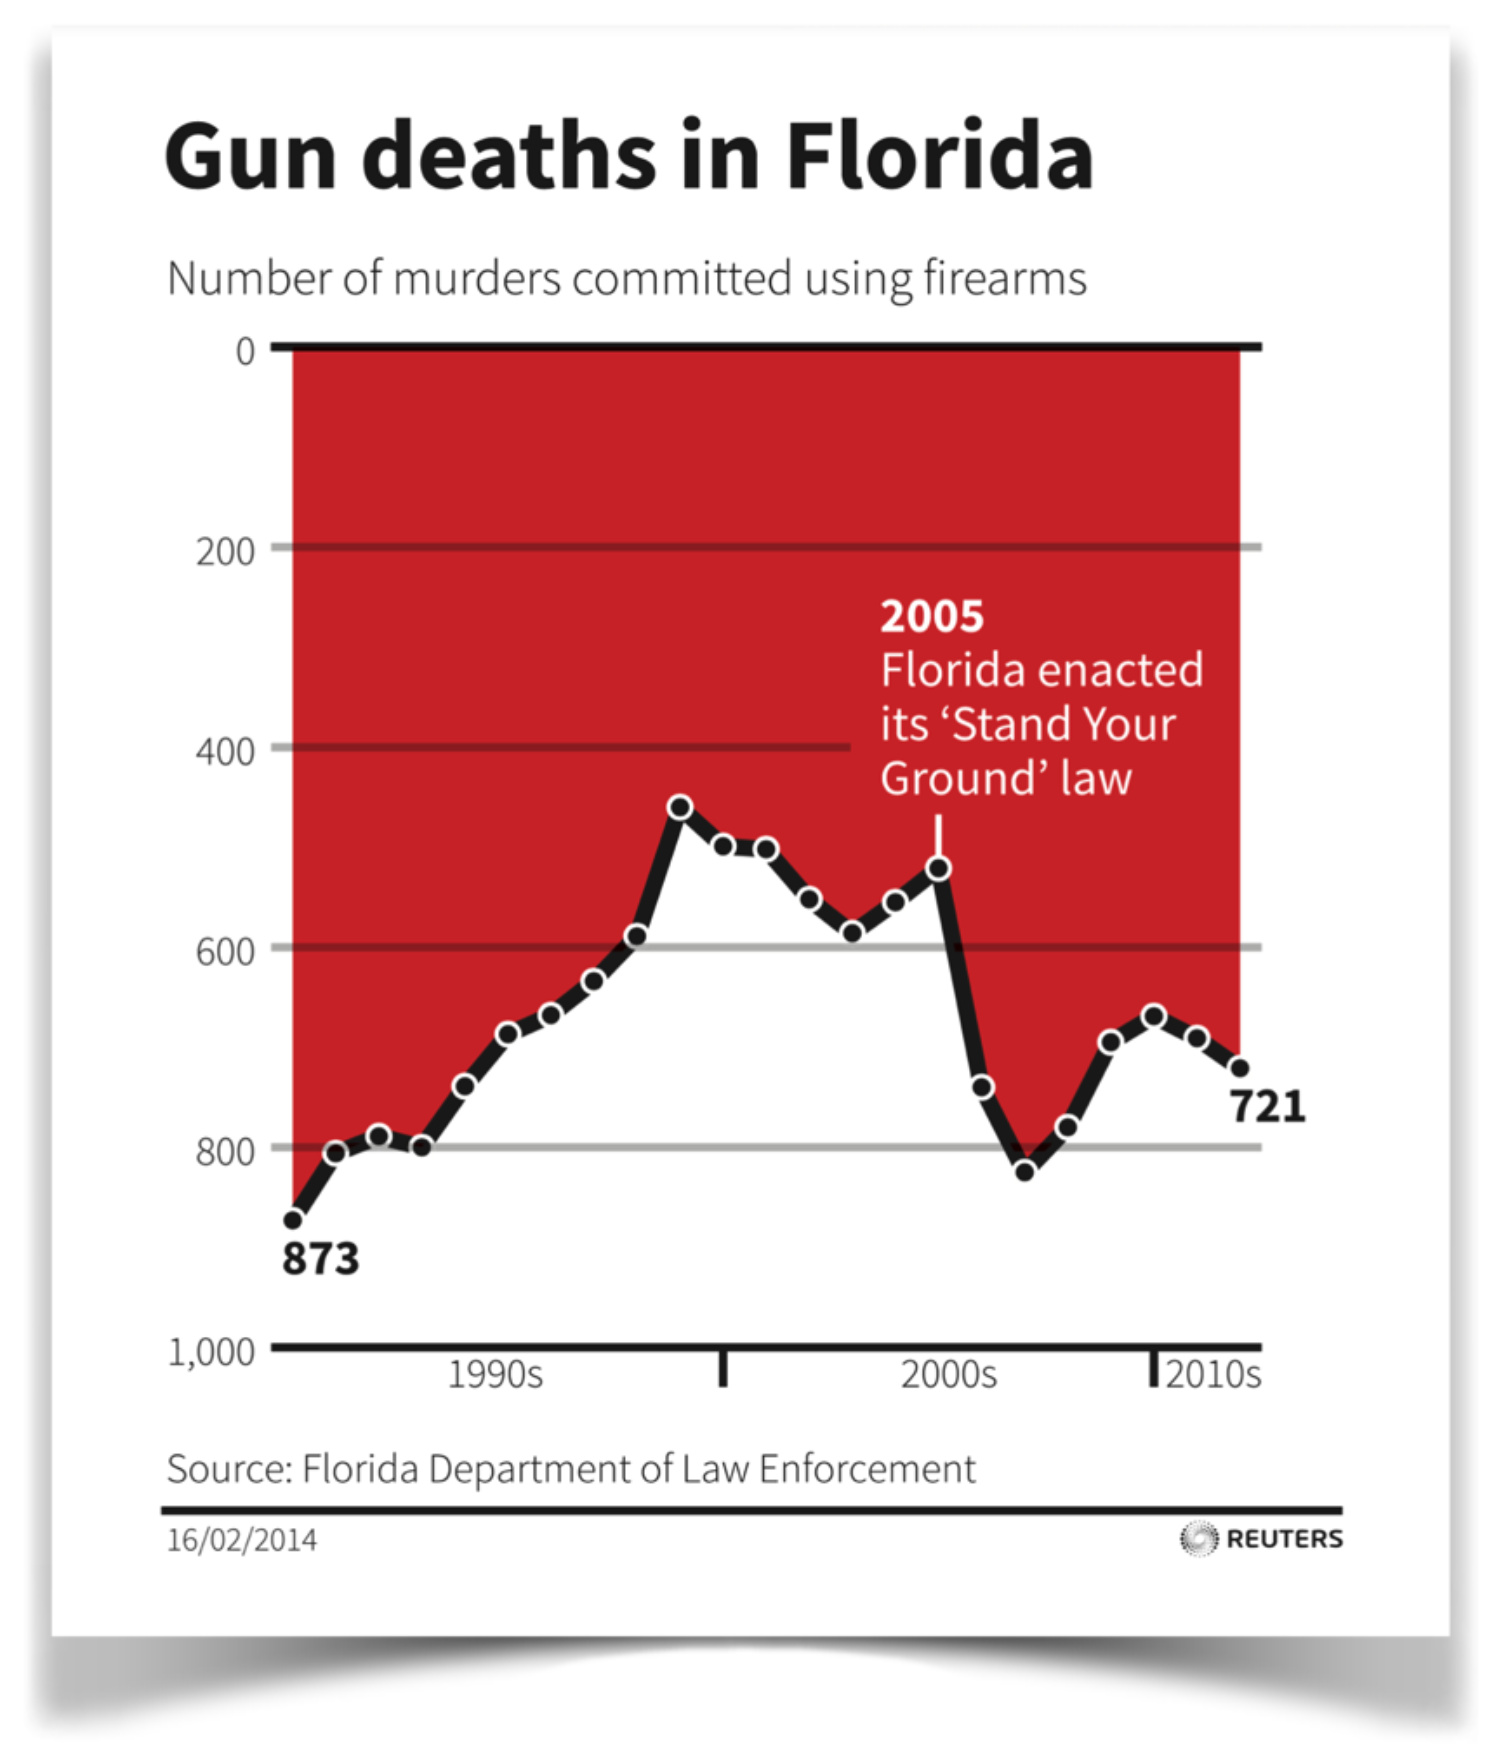 Gun deaths in Florida
Number of murders committed using firearms
0
200
2005
Florida enacted
its ‘Stand Your
Ground’ law
400
600
721
800
873
1,000
1990s
2000s
2010s
Source: Florida Department of Law Enforcement
16/02/2014
REUTERS